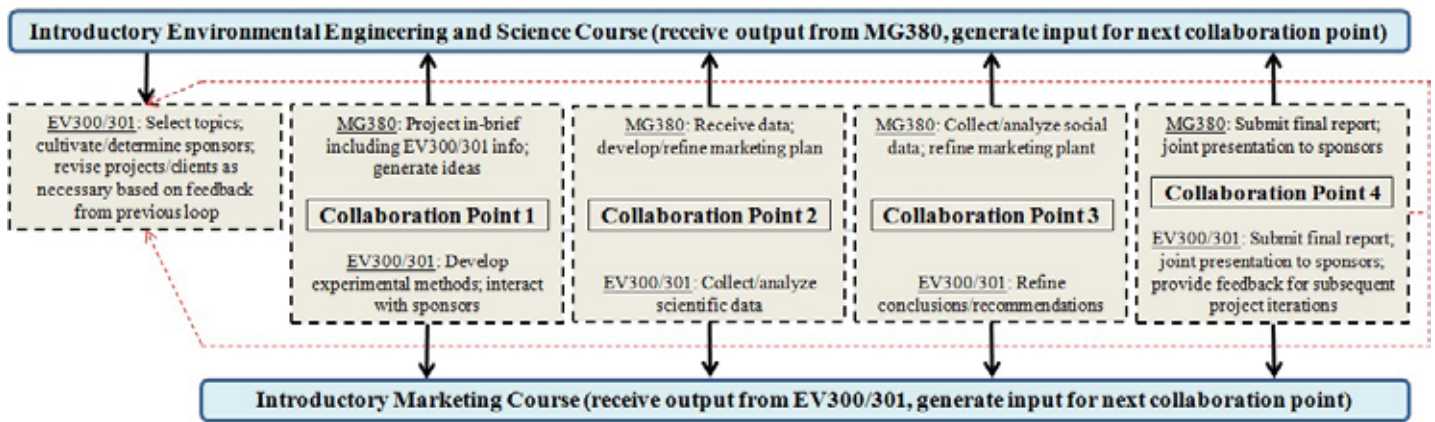 Introductory Environmental Engineering and Science Course (receive output from MG380, generate input for next collaboration point)
EV300/301: Select topics;
cultivate/determine sponsors;
revise projects/clients as
necessary based on feedback
from previous loop
MG380: Project in-brief
including EV300/301 info;
generate ideas
Collaboration Point 1
EV300/301: Develop
experimental methods; interact
with sponsors
MG380: Receive data;
develop/refine marketing plan
Collaboration Point 2
EV300/301: Collect/analyze
scientific data
MG380: Collect/analyze social
data; refine marketing plant
Collaboration Point 3
EV300/301: Refine
conclusions/recommendations
MG380: Submit final report;
joint presentation to sponsors
Collaboration Point 4
EV300/301: Submit final report;
joint presentation to sponsors;
provide feedback for subsequent
project iterations
Introductory Marketing Course (receive output from EV300/301, generate input for next collaboration point)